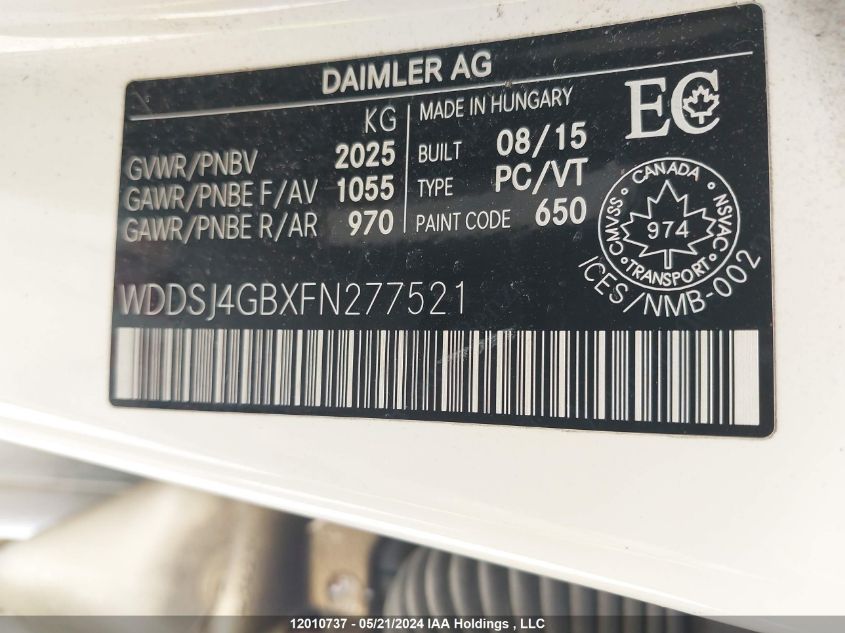 DAIMLER AG
KG
GVWR/PNBV 2025
GAWR/PNBE F/AV 1055
GAWR/PNBE R/AR 970
MADE IN HUNGARY
BUILT 08/15
TYPE PC/VT
PAINT CODE 650
EC
CANADA
CMVSS 974 NSVAC
TRANSPORT
ICES/NMB-002
WDDSJ4GBXFN277521
12010737 - 05/21/2024 IAA Holdings , LLC